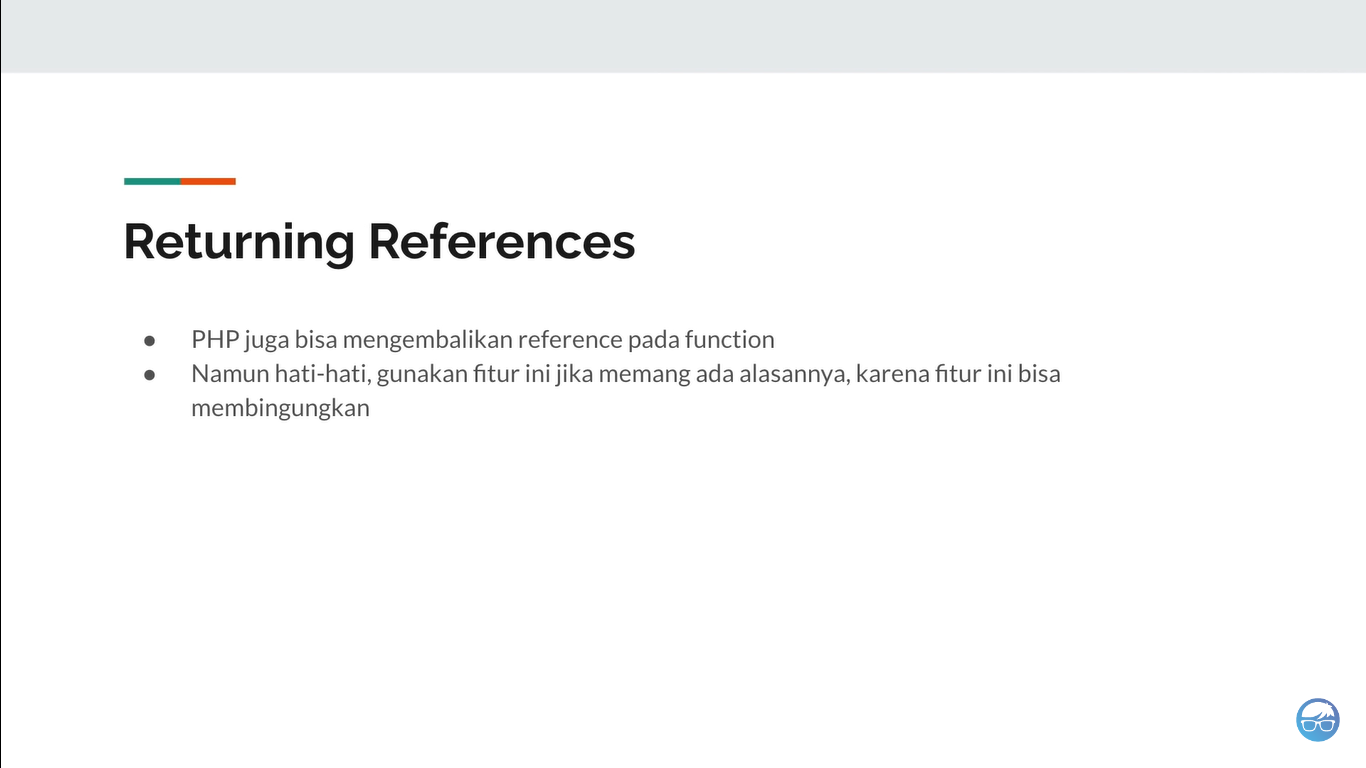 Returning References
● PHP juga bisa mengembalikan reference pada function
● Namun hati-hati, gunakan fitur ini jika memang ada alasannya, karena fitur ini bisa
membingungkan